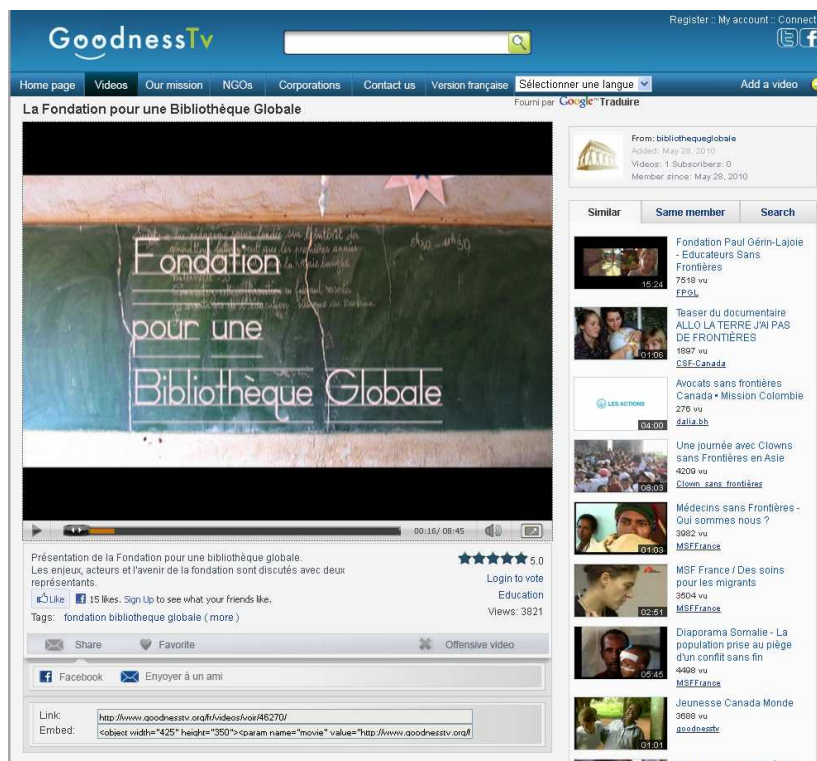 Register :: My account :: Connect
GoodnessTv
Home page Videos Our mission NGOs Corporations Contact us Version française Sélectionner une langue Add a video
Fourni par Google™ Traduire
La Fondation pour une Bibliothèque Globale
Fondation
pour une
Bibliothèque Globale
00:16/ 08:45
Présentation de la Fondation pour une bibliothèque globale.
Les enjeux, acteurs et l'avenir de la fondation sont discutés avec deux
représentants.
Like 15 likes. Sign Up to see what your friends like.
Tags: fondation bibliotheque globale ( more )
5.0
Login to vote
Education
Views: 3821
Share Favorite Offensive video
Facebook Envoyer à un ami
Link: http://www.goodnesstv.org/fr/videos/voir/46270/
Embed: <object width="425" height="350"><param name="movie" value="http://www.goodnesstv.org/f
From: bibliothequeglobale
Added: May 28, 2010
Videos: 1 Subscribers: 0
Member since: May 28, 2010
Similar Same member Search
Fondation Paul Gérin-Lajoie
- Educateurs Sans
Frontières
15:24
7518 vu
FPGL
Teaser du documentaire
ALLO LA TERRE J'AI PAS
DE FRONTIÈRES
01:06
1897 vu
CSF-Canada
Avocats sans frontières
Canada • Mission Colombie
LES ACTIONS
04:00
276 vu
dalia.bh
Une journée avec Clowns
sans Frontières en Asie
08:03
4209 vu
Clown_sans_frontières
Médecins sans Frontières -
Qui sommes nous ?
01:03
3982 vu
MSFFrance
MSF France / Des soins
pour les migrants
02:51
3504 vu
MSFFrance
Diaporama Somalie - La
population prise au piège
d'un conflit sans fin
05:45
4498 vu
MSFFrance
Jeunesse Canada Monde
01:01
3688 vu
goodnesstv